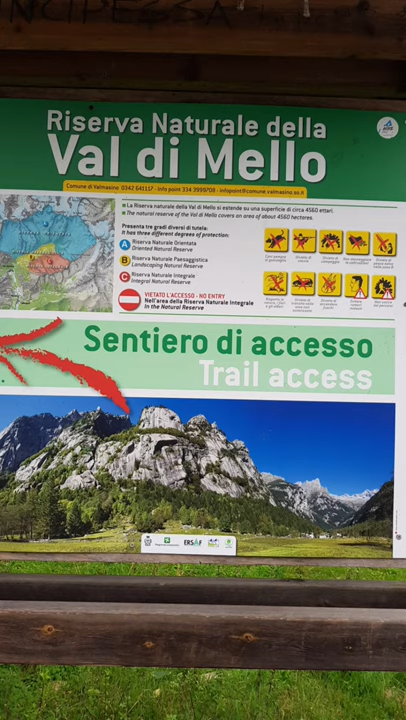 Riserva Naturale della
Val di Mello
Comune di Valmasino 0342 641117 - Info point 334 3999708 - infopoint@comune.valmasino.so.it
La Riserva naturale della Val di Mello si estende su una superficie di circa 4560 ettari.
The natural reserve of the Val di Mello covers an area of about 4560 hectares.
Presenta tre gradi diversi di tutela:
It has three different degrees of protection:
A Riserva Naturale Orientata
Oriented Natural Reserve
B Riserva Naturale Paesaggistica
Landscaping Natural Reserve
C Riserva Naturale Integrale
Integral Natural Reserve
VIETATO L'ACCESSO - NO ENTRY
Nell'area della Riserva Naturale Integrale
In the Natural Reserve
Sentiero di accesso
Trail access
ERSAF